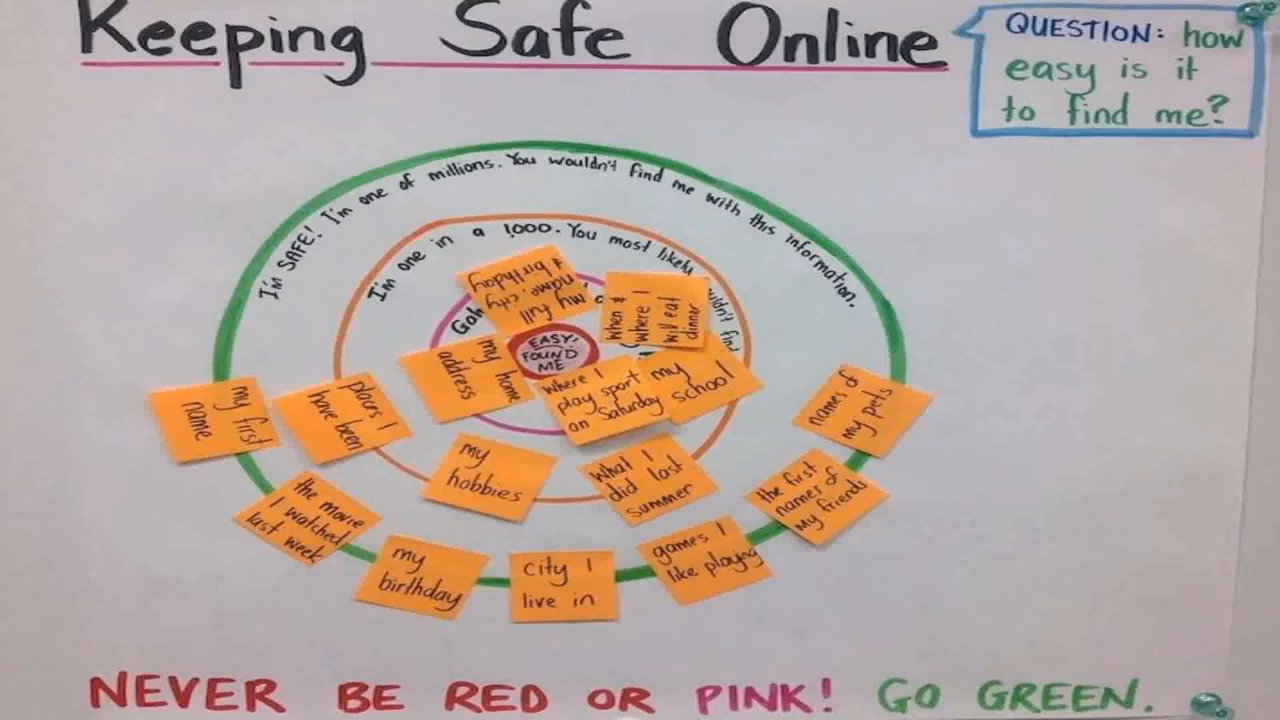 Keeping Safe Online
QUESTION: how
easy is it
to find me?
I'm SAFE! I'm one of millions. You wouldn't find me with this information.
I'm one in a 1,000. You most likely
find
my full
name, city
& birthday
when &
where I
will eat
dinner
EASY,
FOUND
ME
my home
address
where I
play sport
on Saturday
my
school
my first
name
places I
have been
my
hobbies
what I
did last
summer
names of
my pets
the first
names of
my friends
the movie
I watched
last week
my
birthday
city I
live in
games I
like playing
NEVER BE RED OR PINK! GO GREEN.